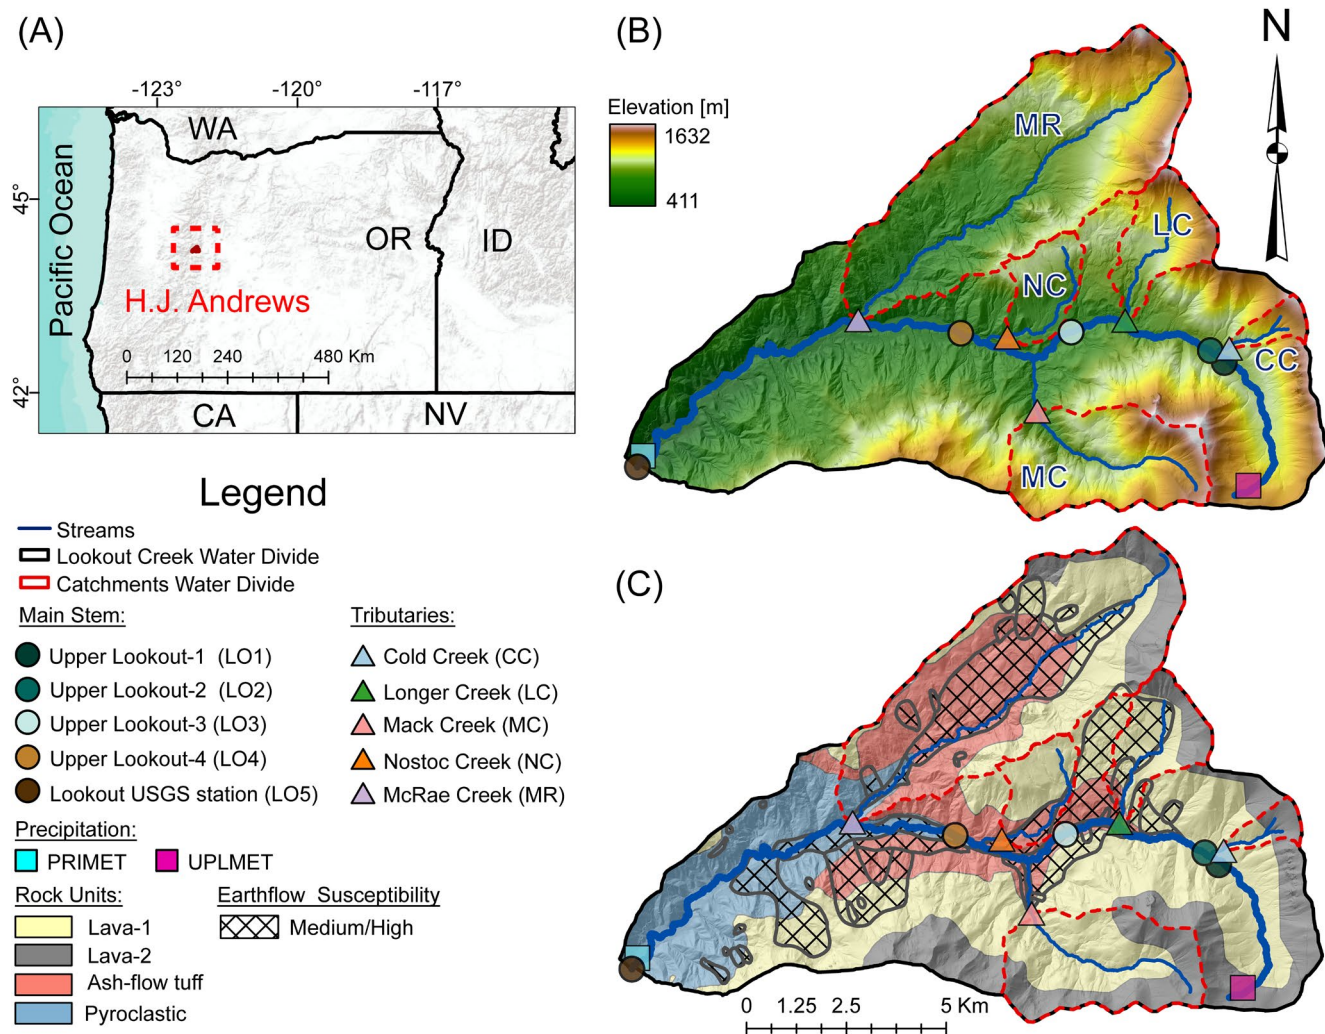 (A)
-123° -120° -117°
45°
42°
WA
OR
ID
CA
NV
Pacific Ocean
H.J. Andrews
0 120 240 480 Km
(B)
N
Elevation [m]
1632
411
MR
LC
NC
CC
MC
Legend
Streams
Lookout Creek Water Divide
Catchments Water Divide
Main Stem:
Upper Lookout-1 (LO1)
Upper Lookout-2 (LO2)
Upper Lookout-3 (LO3)
Upper Lookout-4 (LO4)
Lookout USGS station (LO5)
Tributaries:
Cold Creek (CC)
Longer Creek (LC)
Mack Creek (MC)
Nostoc Creek (NC)
McRae Creek (MR)
Precipitation:
PRIMET UPLMET
Rock Units:
Lava-1
Lava-2
Ash-flow tuff
Pyroclastic
Earthflow Susceptibility
Medium/High
(C)
0 1.25 2.5 5 Km